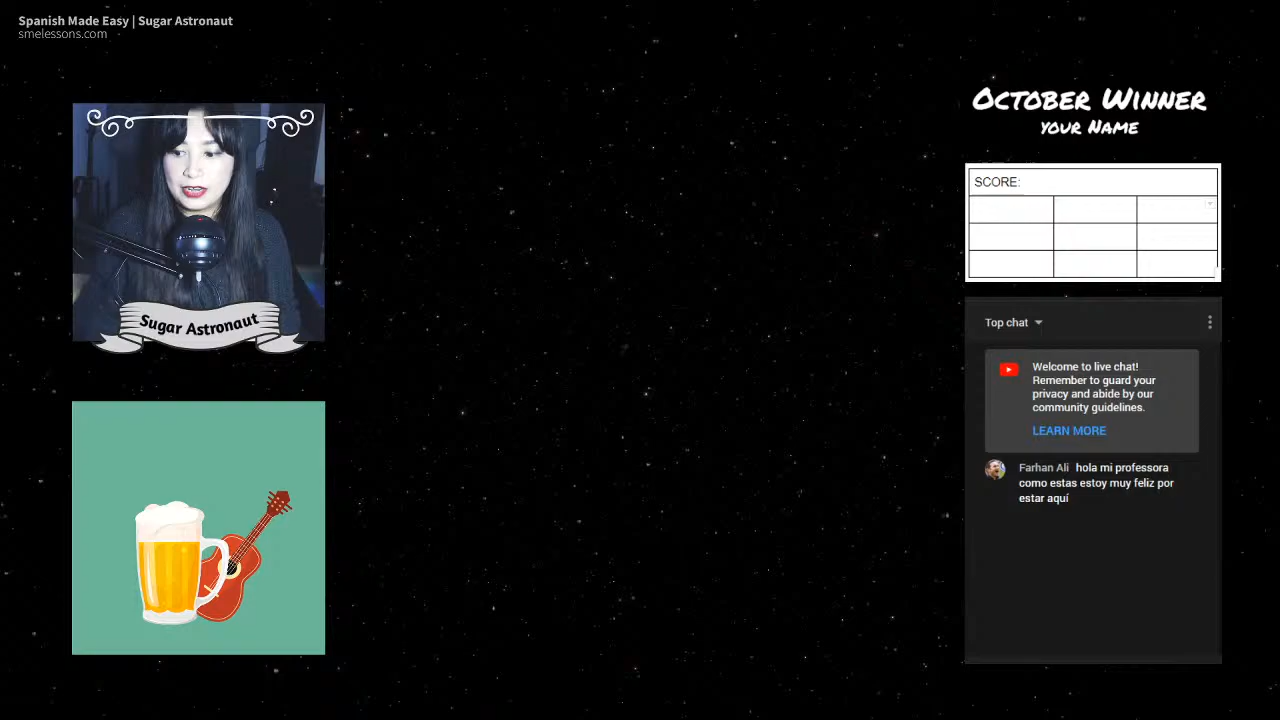 Spanish Made Easy | Sugar Astronaut
smelessons.com
Sugar Astronaut
October Winner
your Name
SCORE:
Top chat
Welcome to live chat!
Remember to guard your
privacy and abide by our
community guidelines.
LEARN MORE
Farhan Ali hola mi professora
como estas estoy muy feliz por
estar aquí